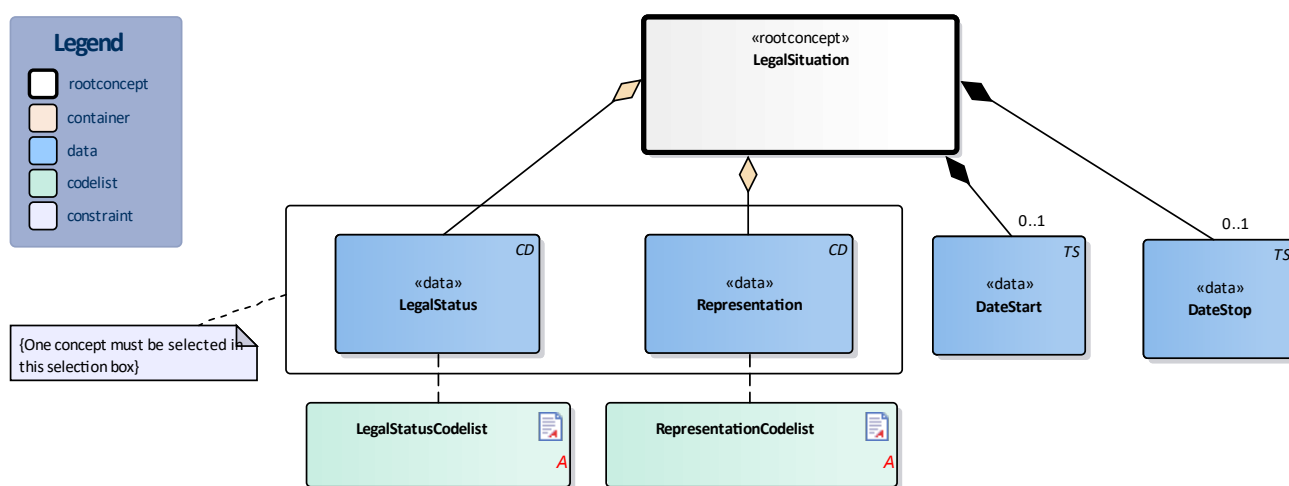 Legend
rootconcept
container
data
codelist
constraint
«rootconcept»
LegalSituation
CD
«data»
LegalStatus
CD
«data»
Representation
0..1
TS
«data»
DateStart
0..1
TS
«data»
DateStop
{One concept must be selected in
this selection box}
LegalStatusCodelist
A
RepresentationCodelist
A